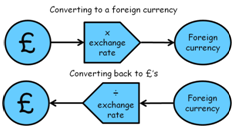 Converting to a foreign currency
£
x
exchange
rate
Foreign
currency
Converting back to £'s
£
÷
exchange
rate
Foreign
currency